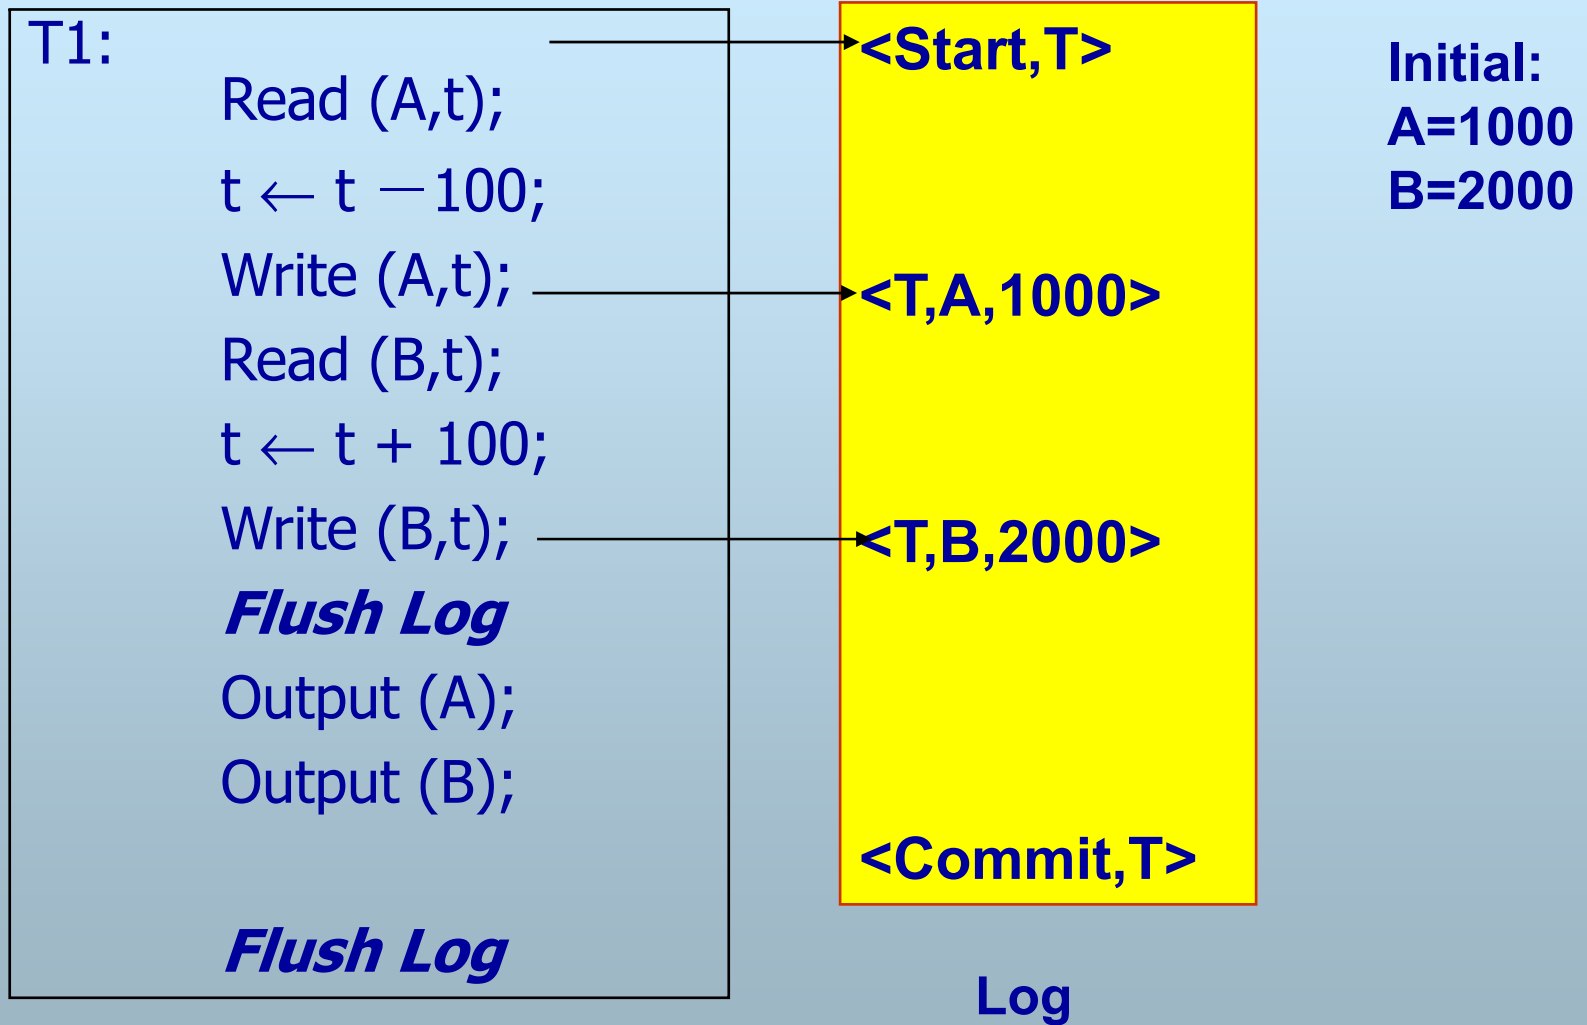 T1:
Read (A,t);
t ← t －100;
Write (A,t);
Read (B,t);
t ← t + 100;
Write (B,t);
Flush Log
Output (A);
Output (B);
Flush Log
<Start,T>
<T,A,1000>
<T,B,2000>
<Commit,T>
Log
Initial:
A=1000
B=2000